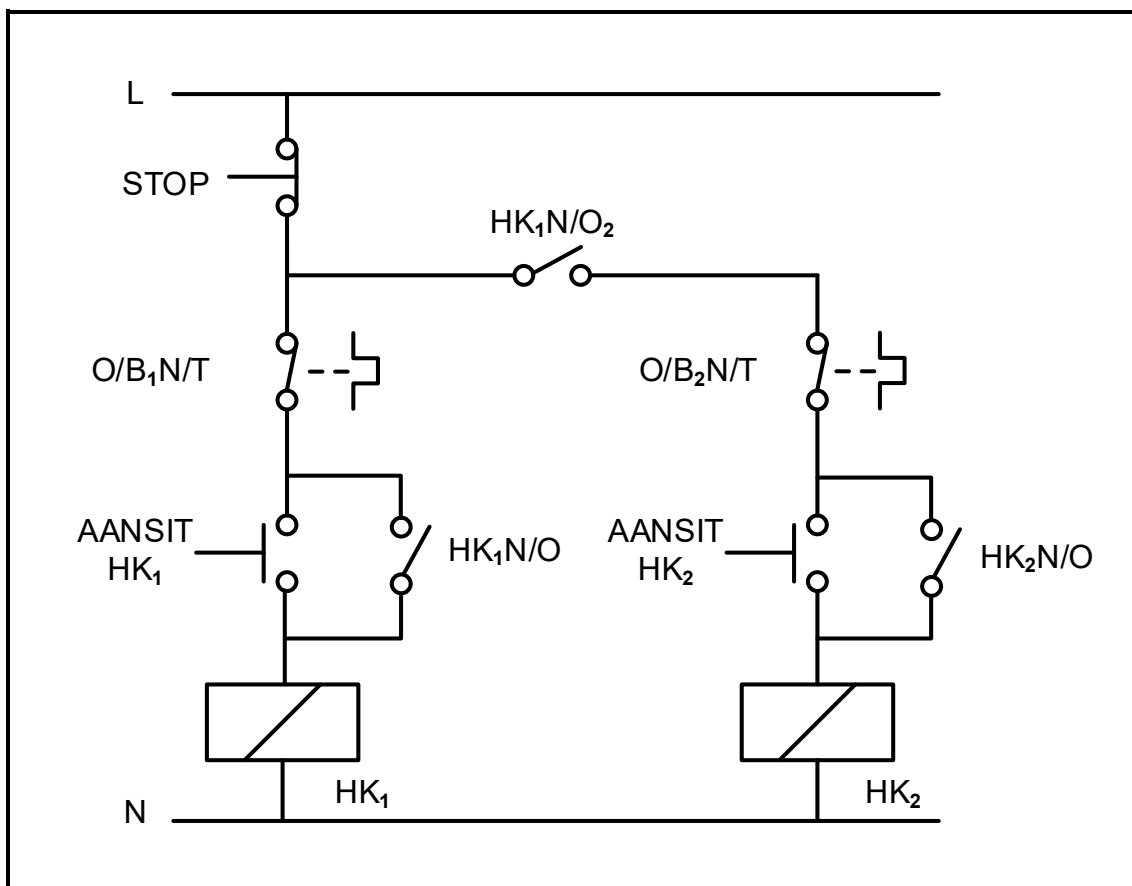 L
STOP
HK₁N/O₂
O/B₁N/T
O/B₂N/T
AANSIT
HK₁
HK₁N/O
AANSIT
HK₂
HK₂N/O
HK₁
HK₂
N